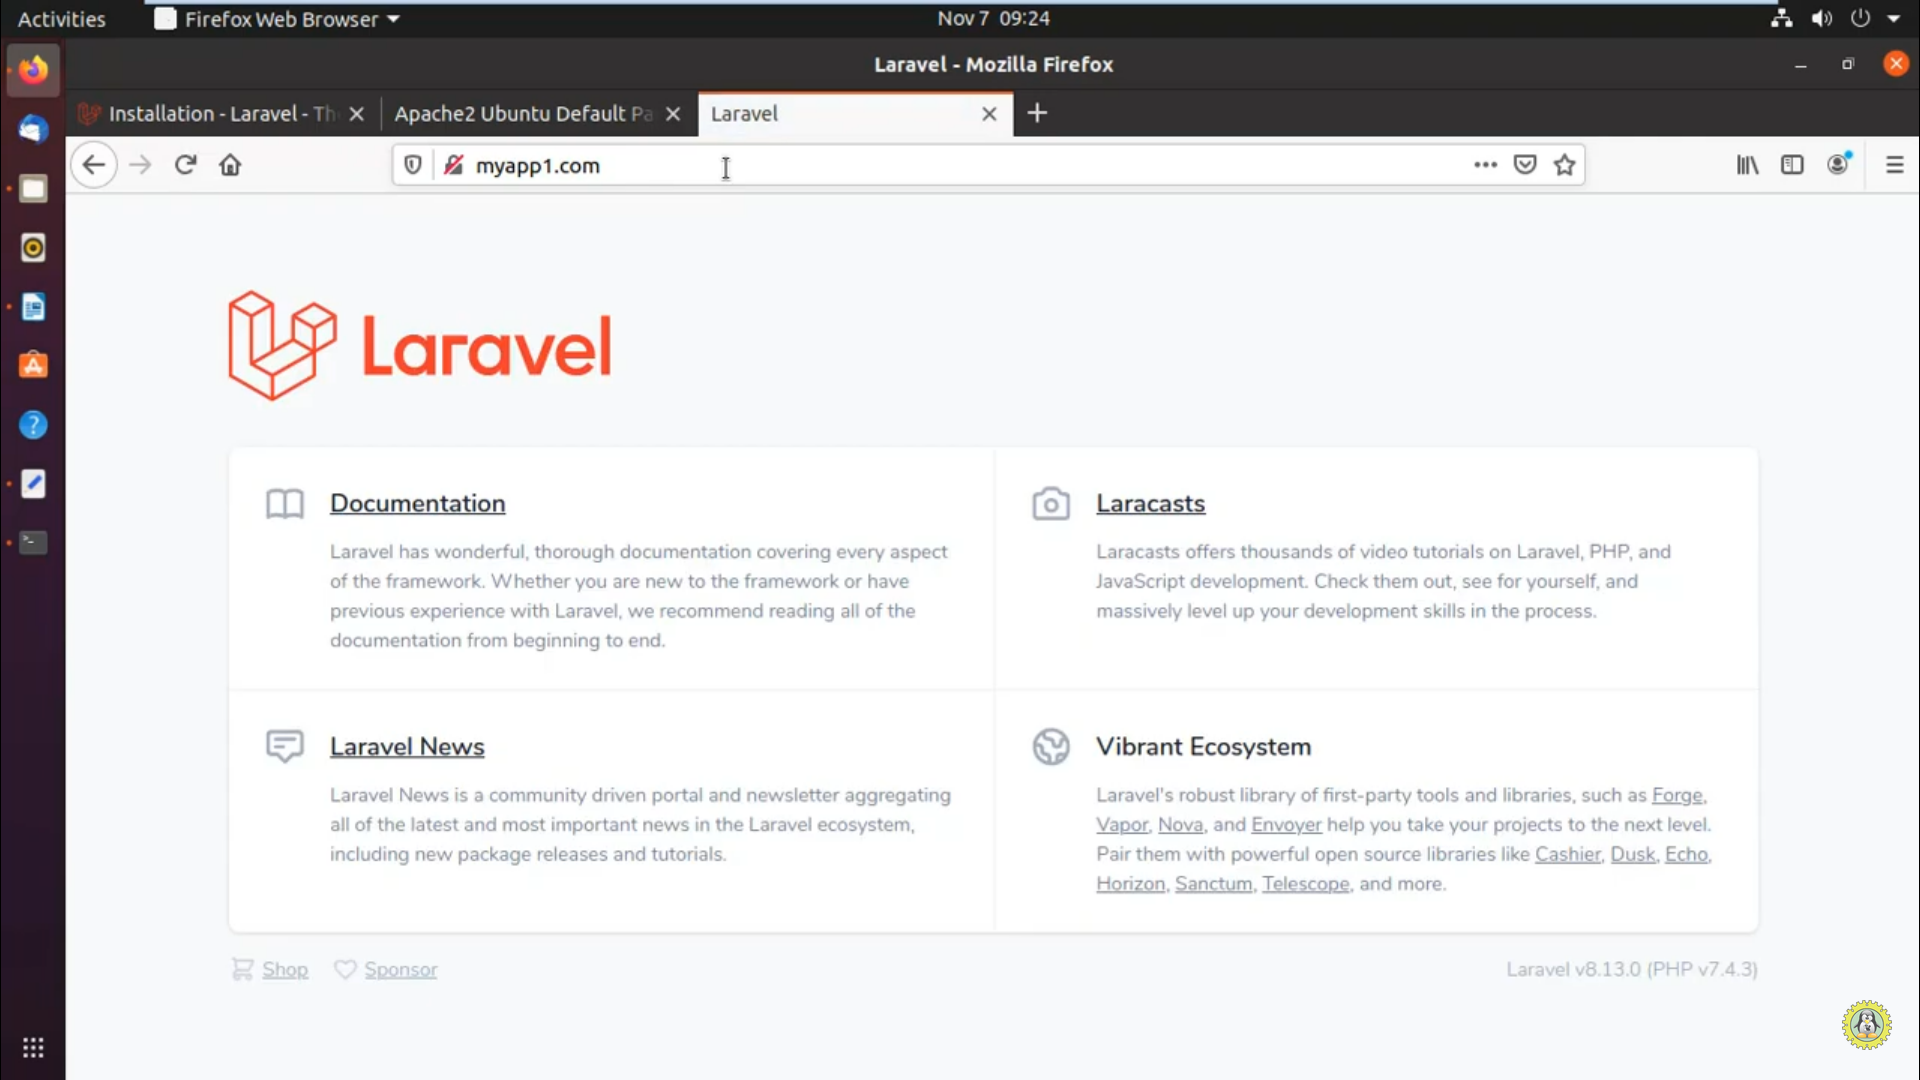 Activities
Firefox Web Browser
Nov 7 09:24
Laravel - Mozilla Firefox
Installation - Laravel - Th
Apache2 Ubuntu Default Pa
Laravel
myapp1.com
Laravel
Documentation
Laravel has wonderful, thorough documentation covering every aspect
of the framework. Whether you are new to the framework or have
previous experience with Laravel, we recommend reading all of the
documentation from beginning to end.
Laracasts
Laracasts offers thousands of video tutorials on Laravel, PHP, and
JavaScript development. Check them out, see for yourself, and
massively level up your development skills in the process.
Laravel News
Laravel News is a community driven portal and newsletter aggregating
all of the latest and most important news in the Laravel ecosystem,
including new package releases and tutorials.
Vibrant Ecosystem
Laravel's robust library of first-party tools and libraries, such as Forge,
Vapor, Nova, and Envoyer help you take your projects to the next level.
Pair them with powerful open source libraries like Cashier, Dusk, Echo,
Horizon, Sanctum, Telescope, and more.
Shop
Sponsor
Laravel v8.13.0 (PHP v7.4.3)